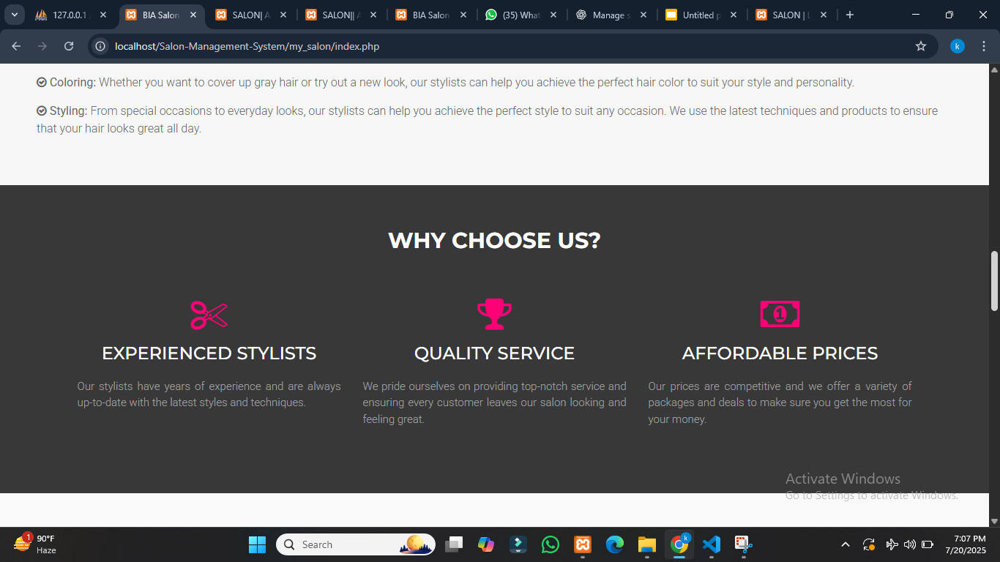 127.0.0.1
BIA Salon
SALON| A
SALON|| A
BIA Salon
(35) What
Manage s
Untitled p
SALON | L
localhost/Salon-Management-System/my_salon/index.php
k
Coloring: Whether you want to cover up gray hair or try out a new look, our stylists can help you achieve the perfect hair color to suit your style and personality.
Styling: From special occasions to everyday looks, our stylists can help you achieve the perfect style to suit any occasion. We use the latest techniques and products to ensure
that your hair looks great all day.
WHY CHOOSE US?
1
EXPERIENCED STYLISTS
QUALITY SERVICE
AFFORDABLE PRICES
Our stylists have years of experience and are always
up-to-date with the latest styles and techniques.
We pride ourselves on providing top-notch service and
ensuring every customer leaves our salon looking and
feeling great.
Our prices are competitive and we offer a variety of
packages and deals to make sure you get the most for
your money.
Activate Windows
Go to Settings to activate Windows.
1
90°F
Haze
Search
k
7:07 PM
7/20/2025